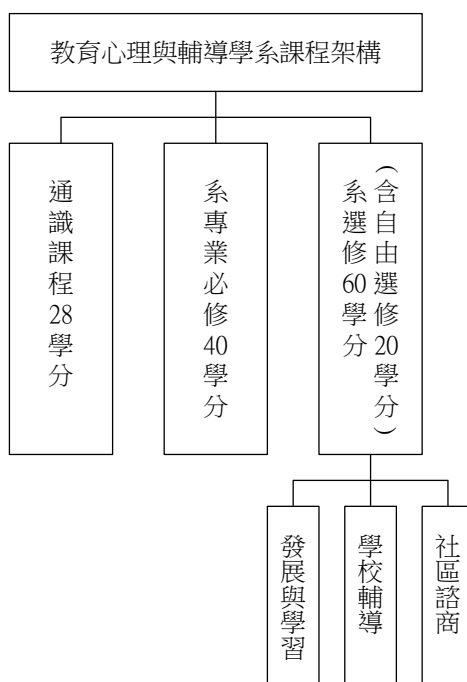 教育心理與輔導學系課程架構
通識課程28學分
系專業必修40學分
系選修60學分
(含自由選修20學分)
發展與學習
學校輔導
社區諮商